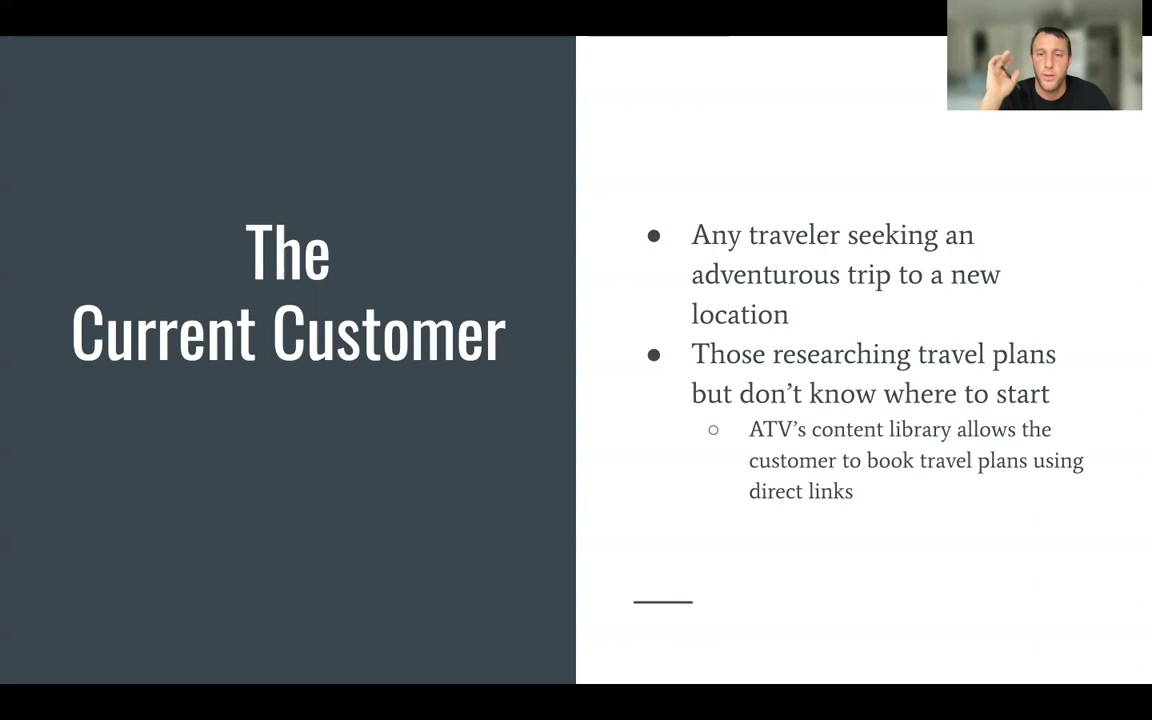 The
Current Customer
● Any traveler seeking an
adventurous trip to a new
location
● Those researching travel plans
but don’t know where to start
○ ATV’s content library allows the
customer to book travel plans using
direct links